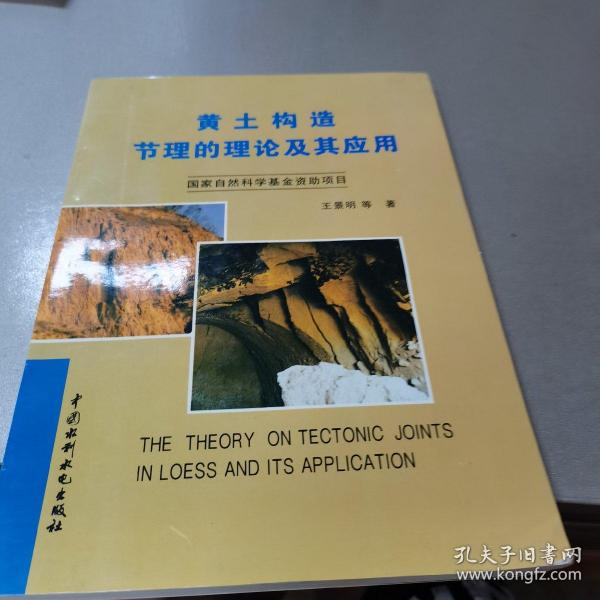 黄土构造
节理的理论及其应用
国家自然科学基金资助项目
王景明 等 著
THE THEORY ON TECTONIC JOINTS
IN LOESS AND ITS APPLICATION
中国水利水电出版社
孔夫子旧书网
www.kongfz.com